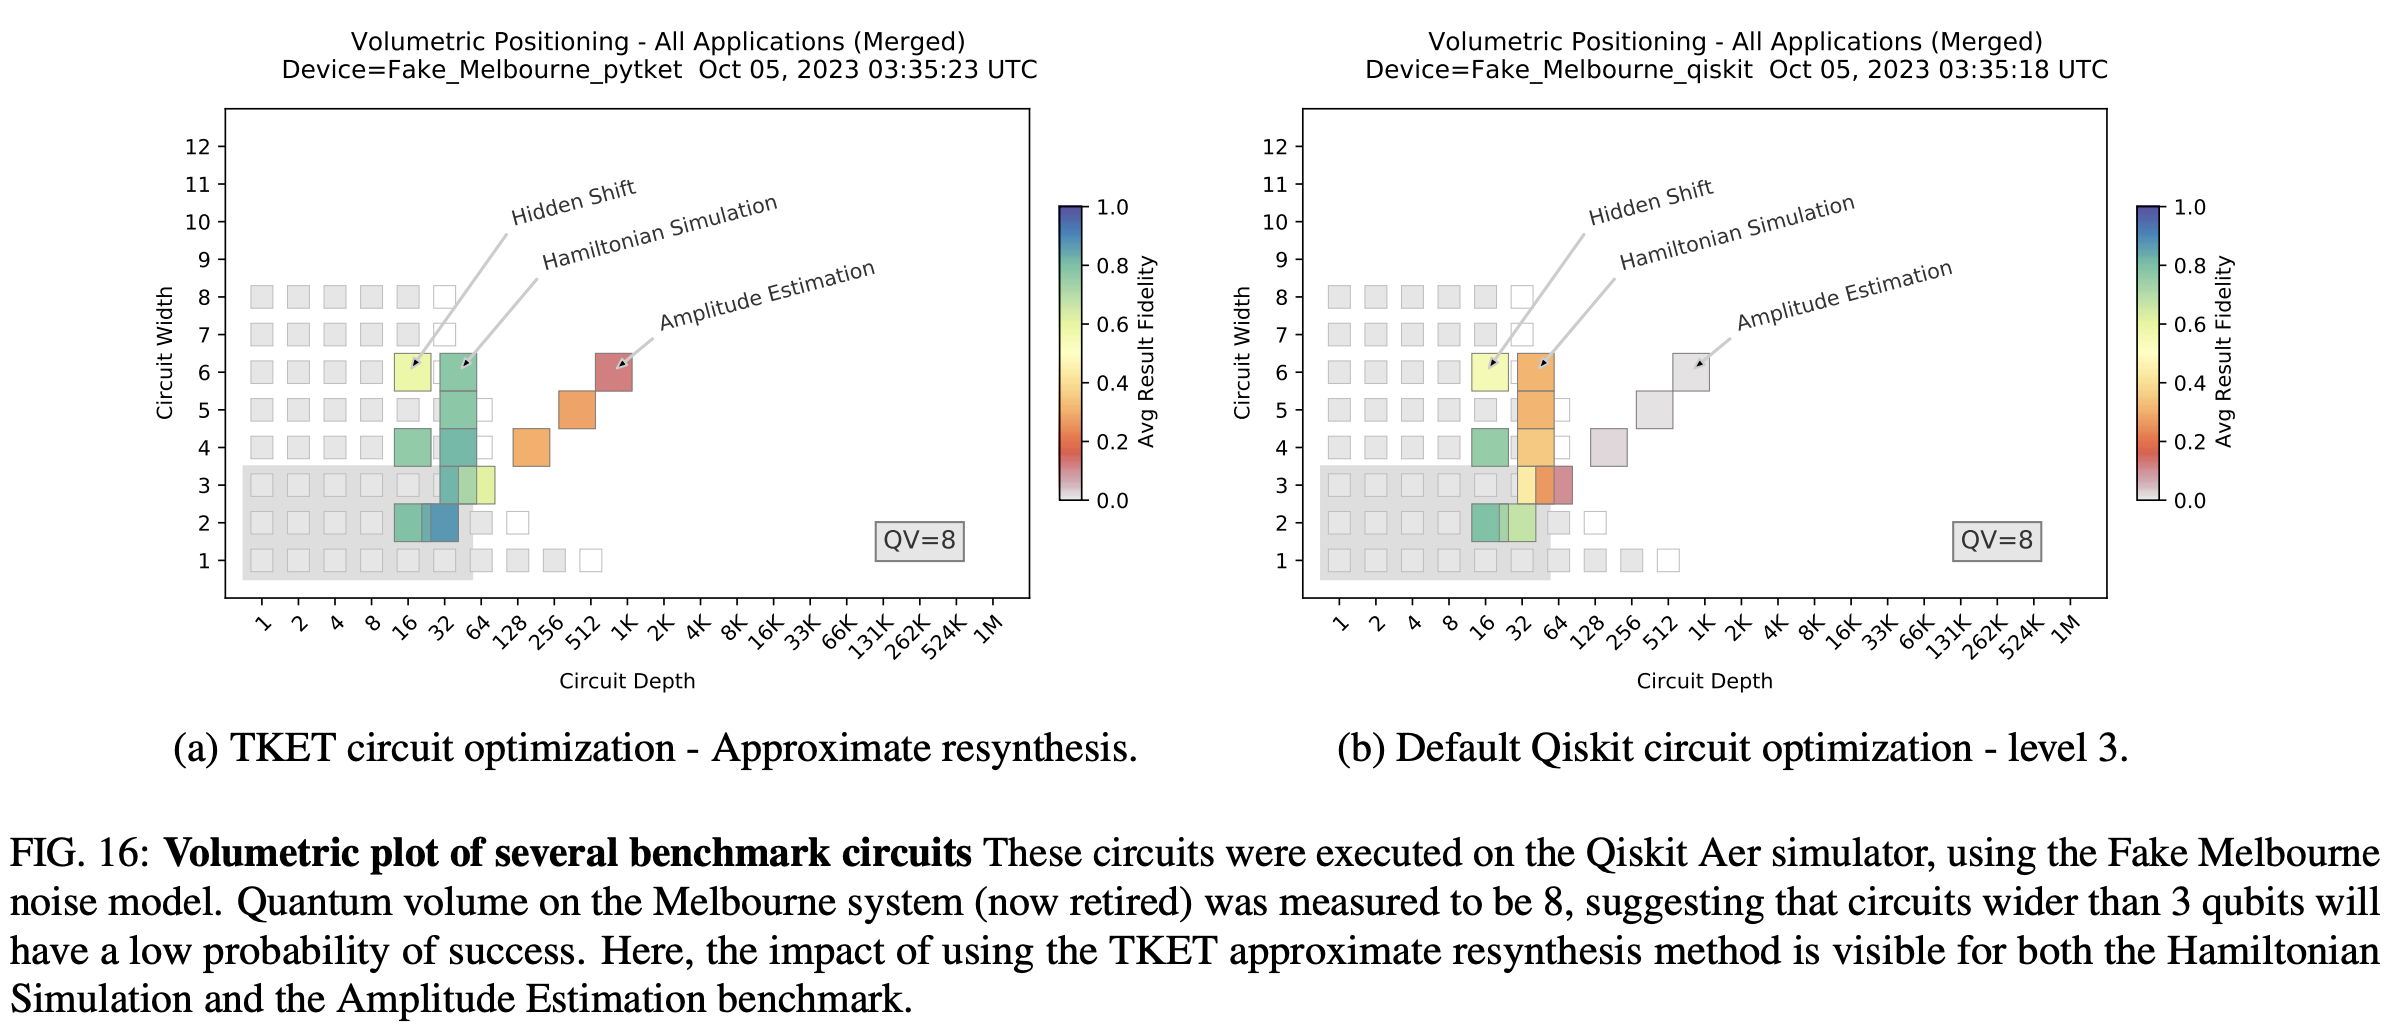 Volumetric Positioning - All Applications (Merged)
Device=Fake_Melbourne_pytket  Oct 05, 2023 03:35:23 UTC
12
11
10
9
8
7
6
5
4
3
2
1
Circuit Width
Hidden Shift
Hamiltonian Simulation
Amplitude Estimation
QV=8
1
2
4
8
16
32
64
128
256
512
1K
2K
4K
8K
16K
33K
66K
131K
262K
524K
1M
Circuit Depth
1.0
0.8
0.6
0.4
0.2
0.0
Avg Result Fidelity
(a) TKET circuit optimization - Approximate resynthesis.
Volumetric Positioning - All Applications (Merged)
Device=Fake_Melbourne_qiskit  Oct 05, 2023 03:35:18 UTC
12
11
10
9
8
7
6
5
4
3
2
1
Circuit Width
Hidden Shift
Hamiltonian Simulation
Amplitude Estimation
QV=8
1
2
4
8
16
32
64
128
256
512
1K
2K
4K
8K
16K
33K
66K
131K
262K
524K
1M
Circuit Depth
1.0
0.8
0.6
0.4
0.2
0.0
Avg Result Fidelity
(b) Default Qiskit circuit optimization - level 3.
FIG. 16: Volumetric plot of several benchmark circuits These circuits were executed on the Qiskit Aer simulator, using the Fake Melbourne
noise model. Quantum volume on the Melbourne system (now retired) was measured to be 8, suggesting that circuits wider than 3 qubits will
have a low probability of success. Here, the impact of using the TKET approximate resynthesis method is visible for both the Hamiltonian
Simulation and the Amplitude Estimation benchmark.